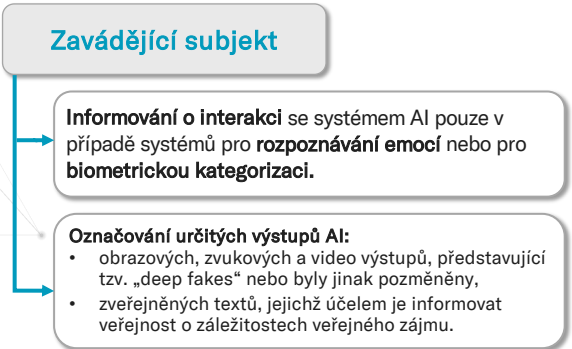 Zavádějící subjekt
Informování o interakci se systémem AI pouze v
případě systémů pro rozpoznávání emocí nebo pro
biometrickou kategorizaci.
Označování určitých výstupů AI:
• obrazových, zvukových a video výstupů, představující
tzv. „deep fakes“ nebo byly jinak pozměněny,
• zveřejněných textů, jejichž účelem je informovat
veřejnost o záležitostech veřejného zájmu.